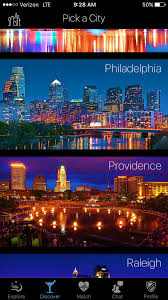 Verizon LTE 9:28 AM 50%
Pick a City
Philadelphia
Providence
Raleigh
Explore Discover Match Chat Profile